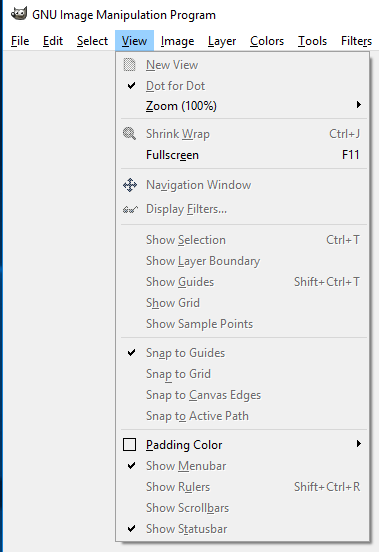 GNU Image Manipulation Program
File Edit Select View Image Layer Colors Tools Filters
New View
Dot for Dot
Zoom (100%)
Shrink Wrap Ctrl+J
Fullscreen F11
Navigation Window
Display Filters...
Show Selection Ctrl+T
Show Layer Boundary
Show Guides Shift+Ctrl+T
Show Grid
Show Sample Points
Snap to Guides
Snap to Grid
Snap to Canvas Edges
Snap to Active Path
Padding Color
Show Menubar
Show Rulers Shift+Ctrl+R
Show Scrollbars
Show Statusbar